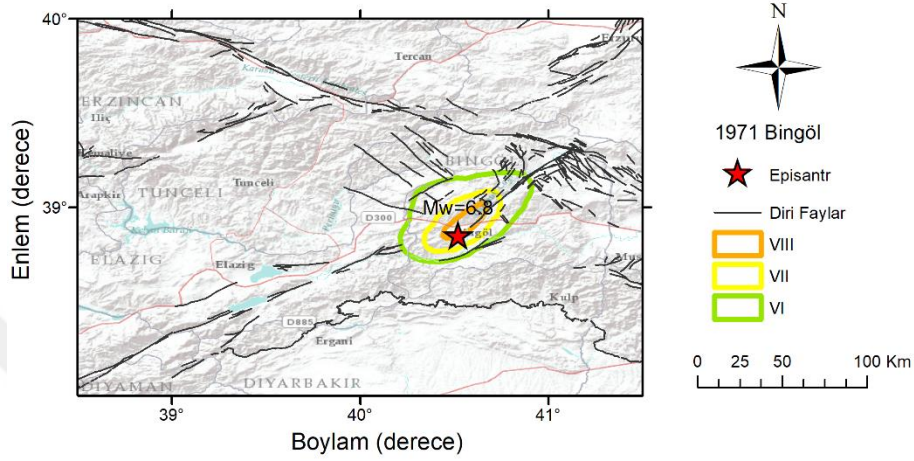 40°
39°
Enlem (derece)
39°
40°
41°
Boylam (derece)
Tercan
Erzuru
ERZINCAN
Iliç
Kemaliye
Arapkir
TUNCELI
Tunceli
BINGO
D300
Mw=6.8
ELAZIG
Elazig
Mus
Kulp
D885
Ergani
DIYAMAN
DIYARBAKIR
N
1971 Bingöl
Episantr
Diri Faylar
VIII
VII
VI
0 25 50 100 Km